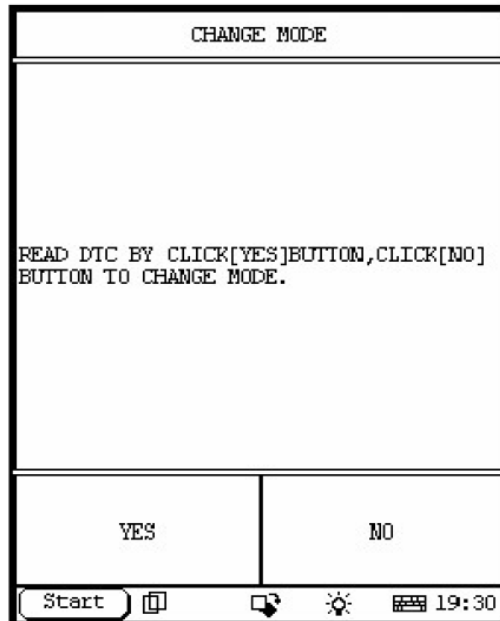 CHANGE MODE
READ DTC BY CLICK[YES]BUTTON,CLICK[NO]
BUTTON TO CHANGE MODE.
YES NO
Start 19:30